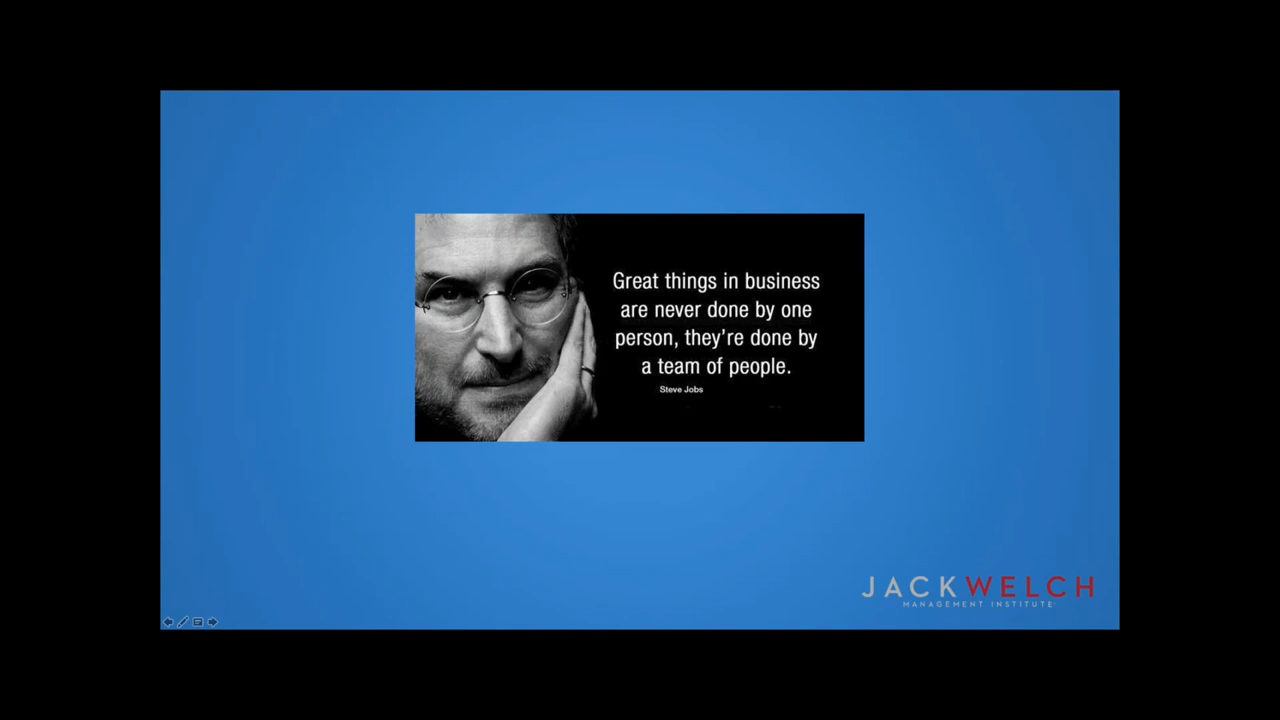 Great things in business
are never done by one
person, they're done by
a team of people.
Steve Jobs
JACKWELCH
MANAGEMENT INSTITUTE